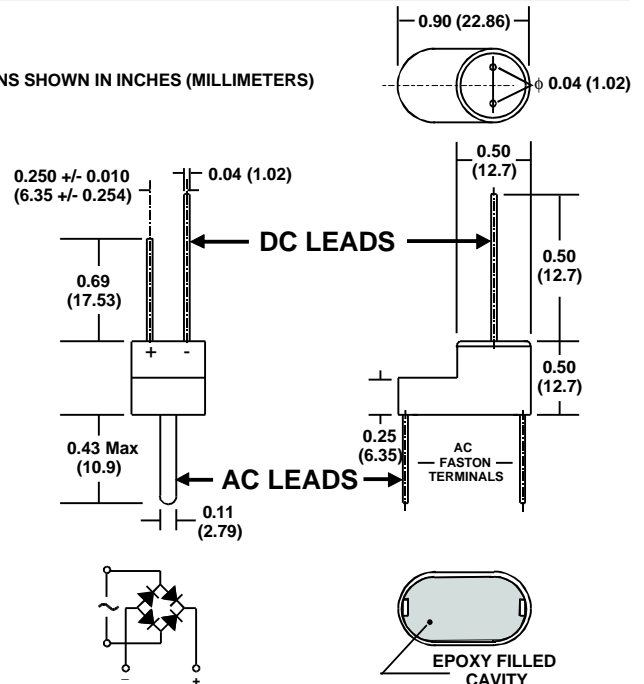 0.90 (22.86)
NS SHOWN IN INCHES (MILLIMETERS)
ϕ 0.04 (1.02)
0.50
(12.7)
0.250 +/- 0.010
(6.35 +/- 0.254)
0.04 (1.02)
DC LEADS
0.50
(12.7)
0.69
(17.53)
+ -
0.50
(12.7)
0.43 Max
(10.9)
0.25
(6.35)
AC
FASTON
TERMINALS
AC LEADS
0.11
(2.79)
~
- +
EPOXY FILLED
CAVITY